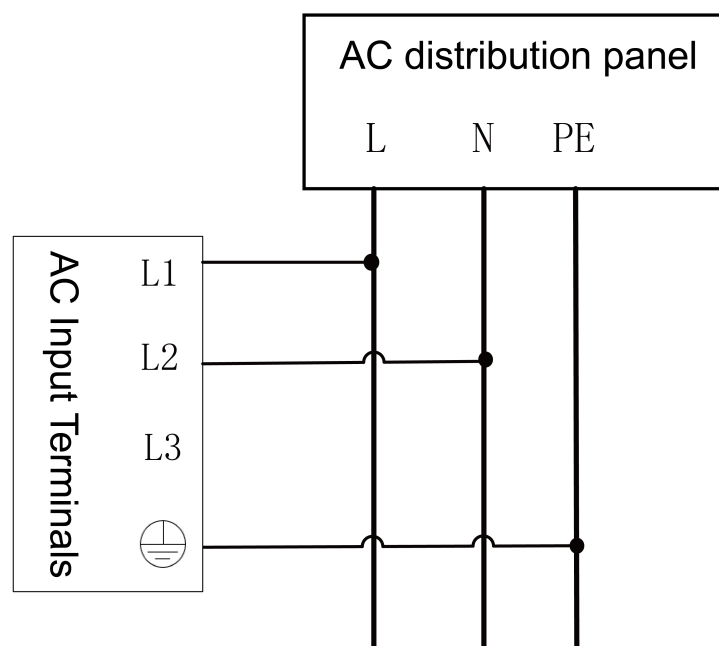 AC distribution panel
L N PE
AC Input Terminals
L1
L2
L3